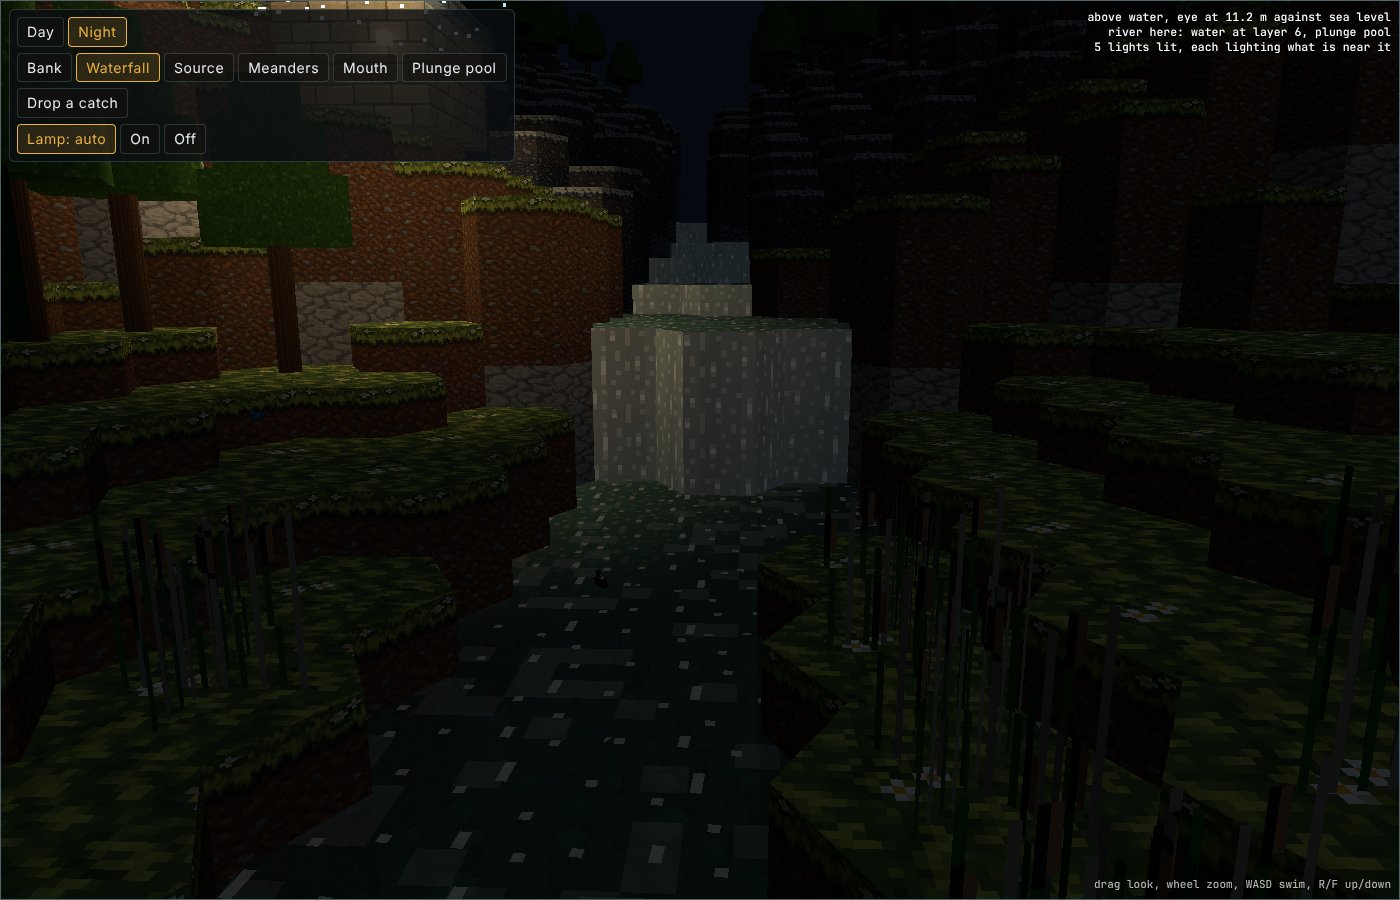 Day Night
Bank Waterfall Source Meanders Mouth Plunge pool
Drop a catch
Lamp: auto On Off
above water, eye at 11.2 m against sea level
river here: water at layer 6, plunge pool
5 lights lit, each lighting what is near it
drag look, wheel zoom, WASD swim, R/F up/down